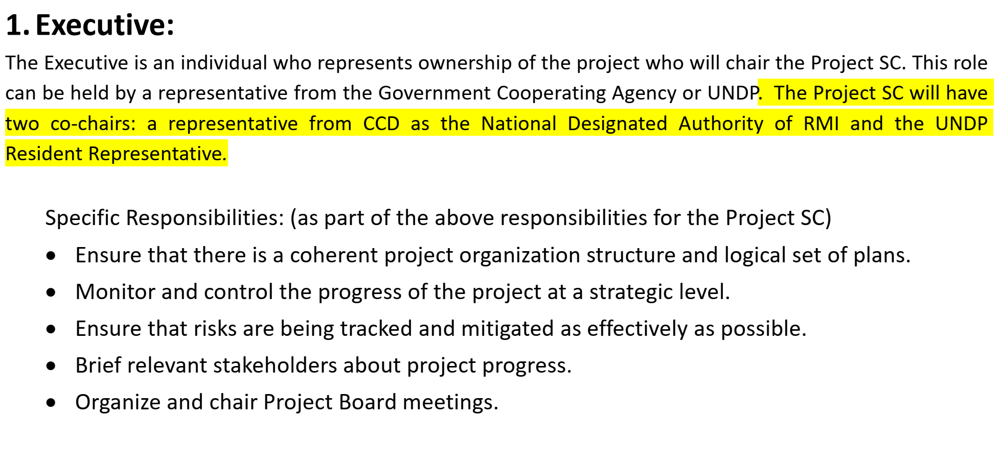 1. Executive:
The Executive is an individual who represents ownership of the project who will chair the Project SC. This role
can be held by a representative from the Government Cooperating Agency or UNDP.  The Project SC will have
two co-chairs: a representative from CCD as the National Designated Authority of RMI and the UNDP
Resident Representative.
Specific Responsibilities: (as part of the above responsibilities for the Project SC)
• Ensure that there is a coherent project organization structure and logical set of plans.
• Monitor and control the progress of the project at a strategic level.
• Ensure that risks are being tracked and mitigated as effectively as possible.
• Brief relevant stakeholders about project progress.
• Organize and chair Project Board meetings.